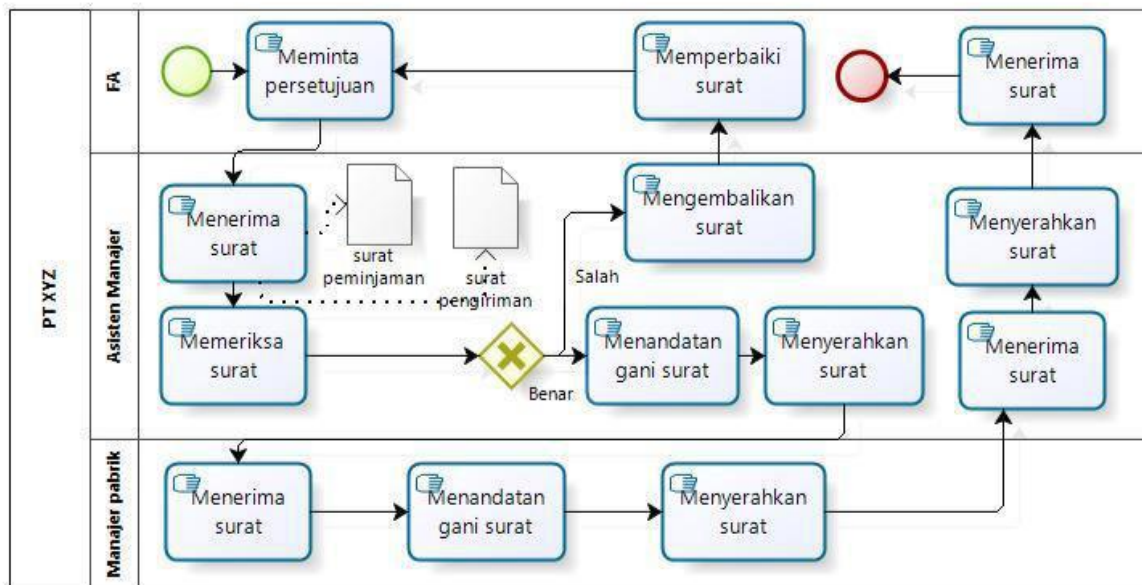 PT XYZ
FA
Meminta
persetujuan
Memperbaiki
surat
Menerima
surat
Asisten Manajer
Menerima
surat
surat
peminjaman
surat
pengiriman
Mengembalikan
surat
Salah
Menyerahkan
surat
Memeriksa
surat
Benar
Menandatan
gani surat
Menyerahkan
surat
Menerima
surat
Manajer pabrik
Menerima
surat
Menandatan
gani surat
Menyerahkan
surat